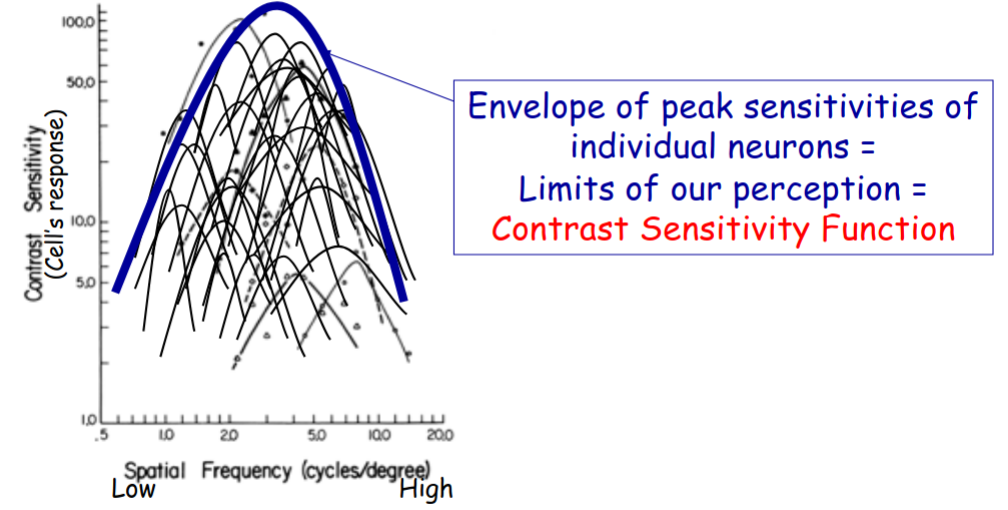 100.0
50.0
10.0
5.0
1.0
.5 1.0 2.0 5.0 10.0 20.0
Contrast Sensitivity
(Cell's response)
Spatial Frequency (cycles/degree)
Low High
Envelope of peak sensitivities of
individual neurons =
Limits of our perception =
Contrast Sensitivity Function